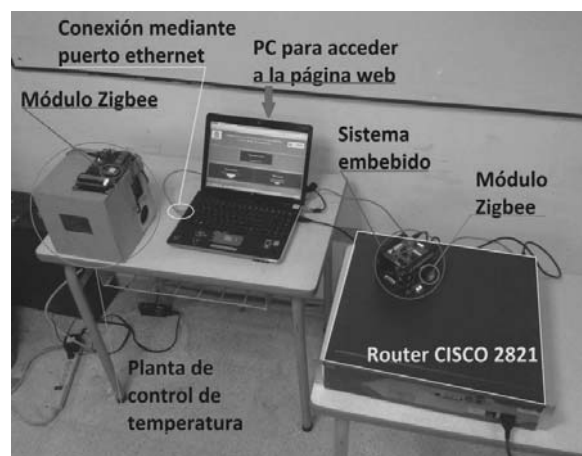 Conexión mediante
puerto ethernet
PC para acceder
a la página web
Módulo Zigbee
Sistema
embebido
Módulo
Zigbee
Router CISCO 2821
Planta de
control de
temperatura